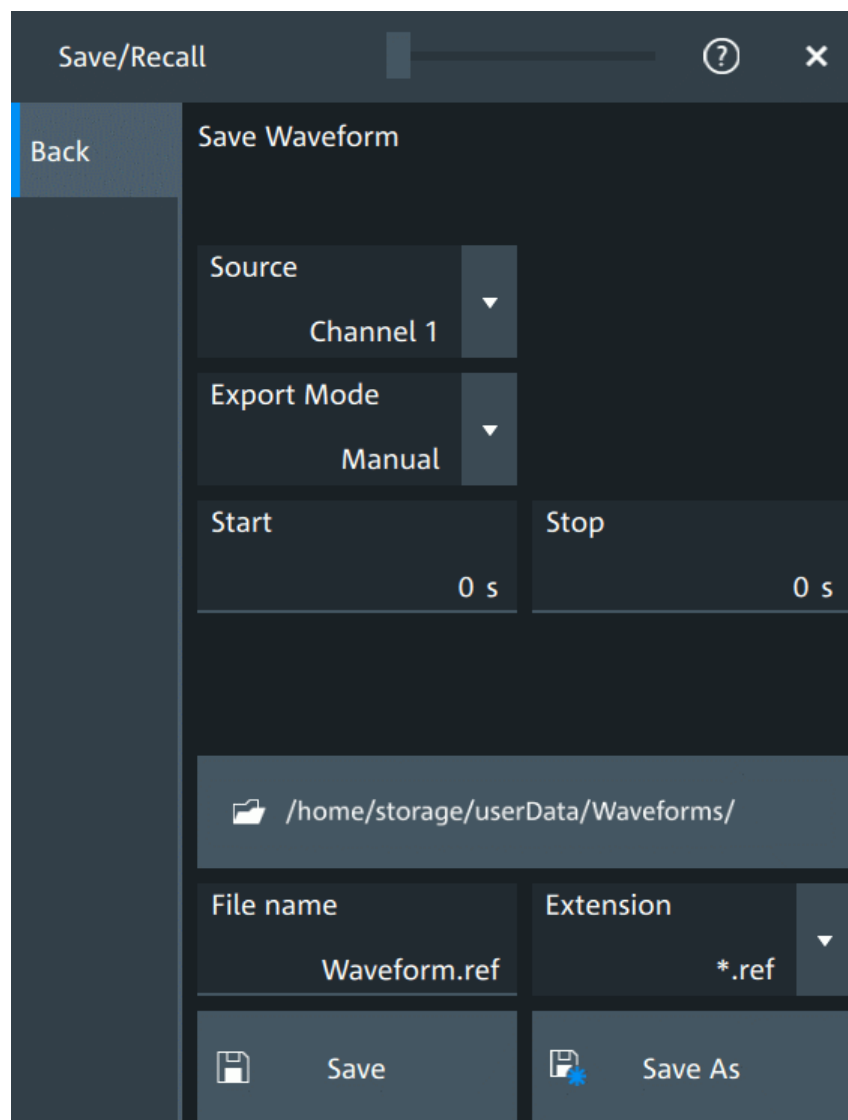 Save/Recall
?
Back
Save Waveform
Source
Channel 1
Export Mode
Manual
Start
0 s
Stop
0 s
/home/storage/userData/Waveforms/
File name
Waveform.ref
Extension
*.ref
Save
Save As